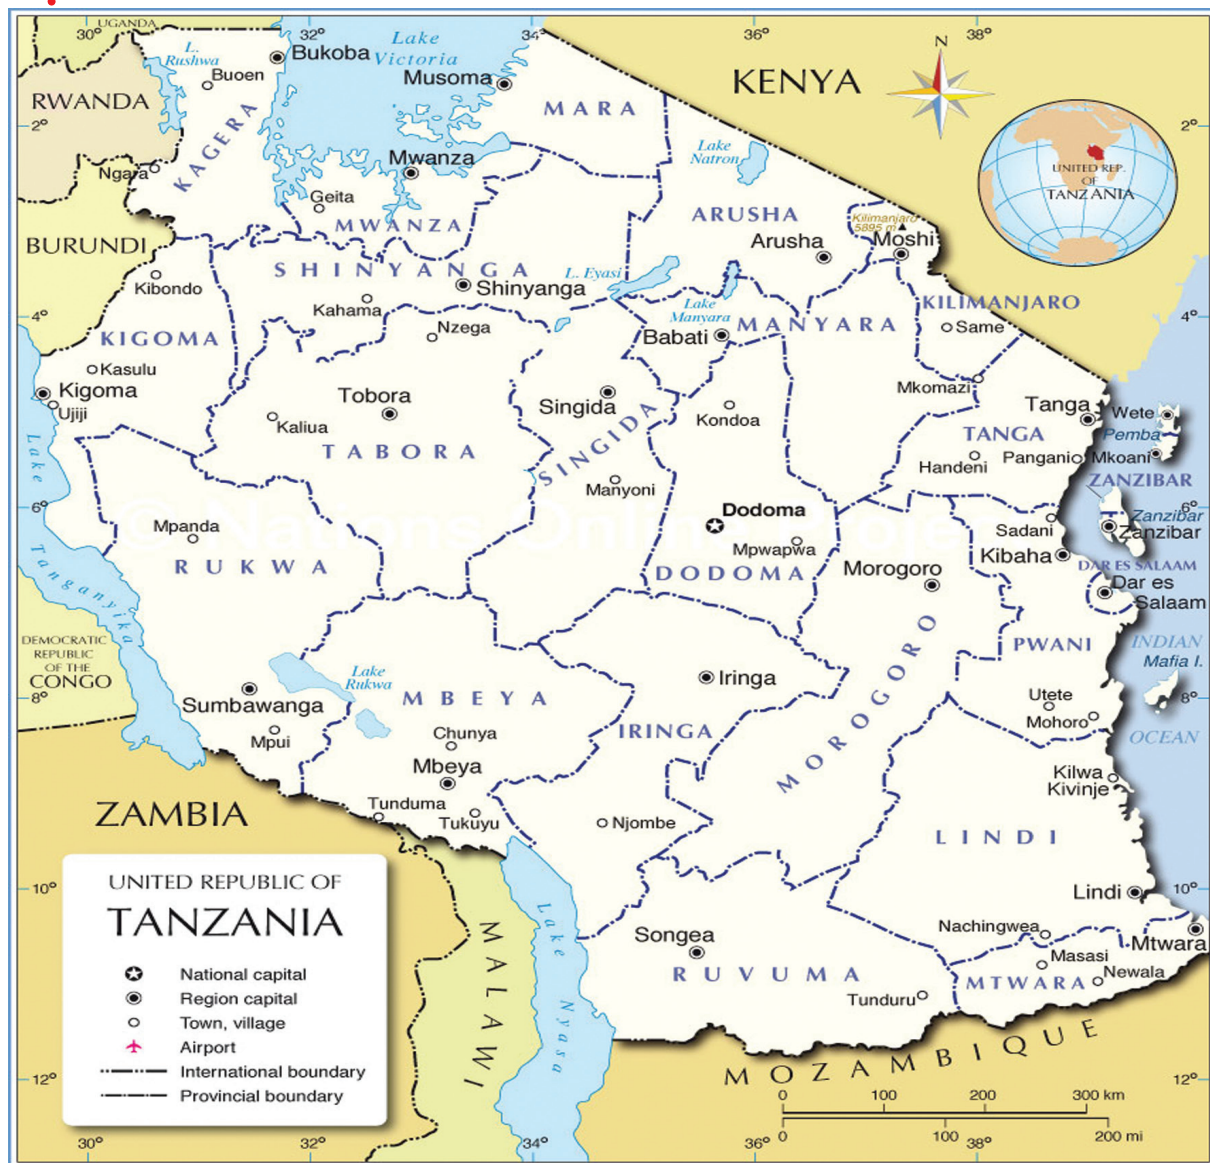 30°
UGANDA
32°
34°
36°
38°
N
Lake
Victoria
L.
Rushwa
Bukoba
Buoen
Musoma
KENYA
RWANDA
MARA
2°
2°
KAGERA
Lake
Natron
Mwanza
Ngara
UNITED REP.
OF
TANZANIA
Geita
MWANZA
ARUSHA
Kilimanjaro
5895 m
BURUNDI
Arusha
Moshi
SHINYANGA
L. Eyasi
Kibondo
Shinyanga
Kahama
Lake
Manyara
KILIMANJARO
4°
4°
Nzega
MANYARA
Same
KIGOMA
Babati
Kasulu
Kigoma
Ujiji
Tobora
Singida
Mkomazi
Kondoa
Tanga
Wete
Kaliua
TABORA
SINGIDA
TANGA
Pemba
Handeni
Pangani
Mkoani
Manyoni
ZANZIBAR
Lake
Tanganyika
6°
6°
Dodoma
Zanzibar
Mpanda
© Nations Online Project
Sadani
Zanzibar
Mpwapwa
Kibaha
RUKWA
DODOMA
Morogoro
DAR ES SALAAM
Dar es
Salaam
DEMOCRATIC
REPUBLIC
OF THE
CONGO
MOROGORO
PWANI
INDIAN
Mafia I.
OCEAN
Lake
Rukwa
Iringa
8°
8°
Sumbawanga
MBEYA
Utete
Mohoro
Mpui
Chunya
IRINGA
Mbeya
Kilwa
Kivinje
ZAMBIA
Tunduma
Tukuyu
Njombe
LINDI
UNITED REPUBLIC OF
TANZANIA
National capital
Region capital
Town, village
Airport
International boundary
Provincial boundary
10°
10°
Lindi
MALAWI
Lake
Nyasa
Songea
Nachingwea
Mtwara
Masasi
RUVUMA
Newala
MTWARA
Tunduru
MOZAMBIQUE
12°
12°
0
100
200
300 km
0
100
200 mi
30°
32°
34°
36°
38°